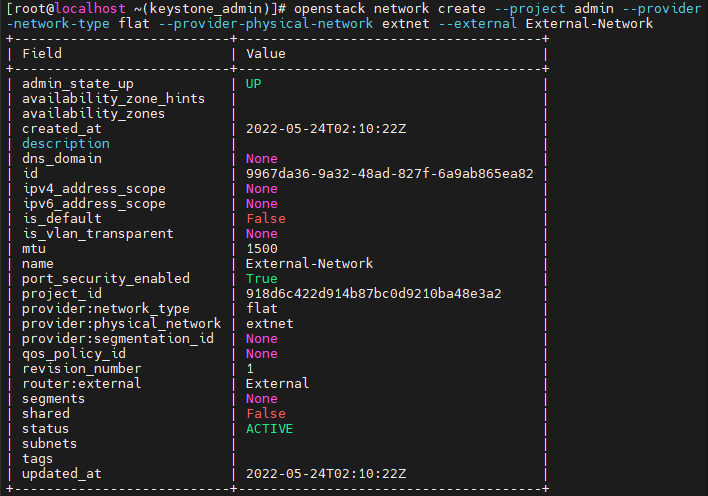 [root@localhost ~(keystone_admin)]# openstack network create --project admin --provider
-network-type flat --provider-physical-network extnet --external External-Network
+---------------------------+--------------------------------------+
| Field                     | Value                                |
+---------------------------+--------------------------------------+
| admin_state_up            | UP                                   |
| availability_zone_hints   |                                      |
| availability_zones        |                                      |
| created_at                | 2022-05-24T02:10:22Z                 |
| description               |                                      |
| dns_domain                | None                                 |
| id                        | 9967da36-9a32-48ad-827f-6a9ab865ea82 |
| ipv4_address_scope        | None                                 |
| ipv6_address_scope        | None                                 |
| is_default                | False                                |
| is_vlan_transparent       | None                                 |
| mtu                       | 1500                                 |
| name                      | External-Network                     |
| port_security_enabled     | True                                 |
| project_id                | 918d6c422d914b87bc0d9210ba48e3a2     |
| provider:network_type     | flat                                 |
| provider:physical_network | extnet                               |
| provider:segmentation_id  | None                                 |
| qos_policy_id             | None                                 |
| revision_number           | 1                                    |
| router:external           | External                             |
| segments                  | None                                 |
| shared                    | False                                |
| status                    | ACTIVE                               |
| subnets                   |                                      |
| tags                      |                                      |
| updated_at                | 2022-05-24T02:10:22Z                 |
+---------------------------+--------------------------------------+